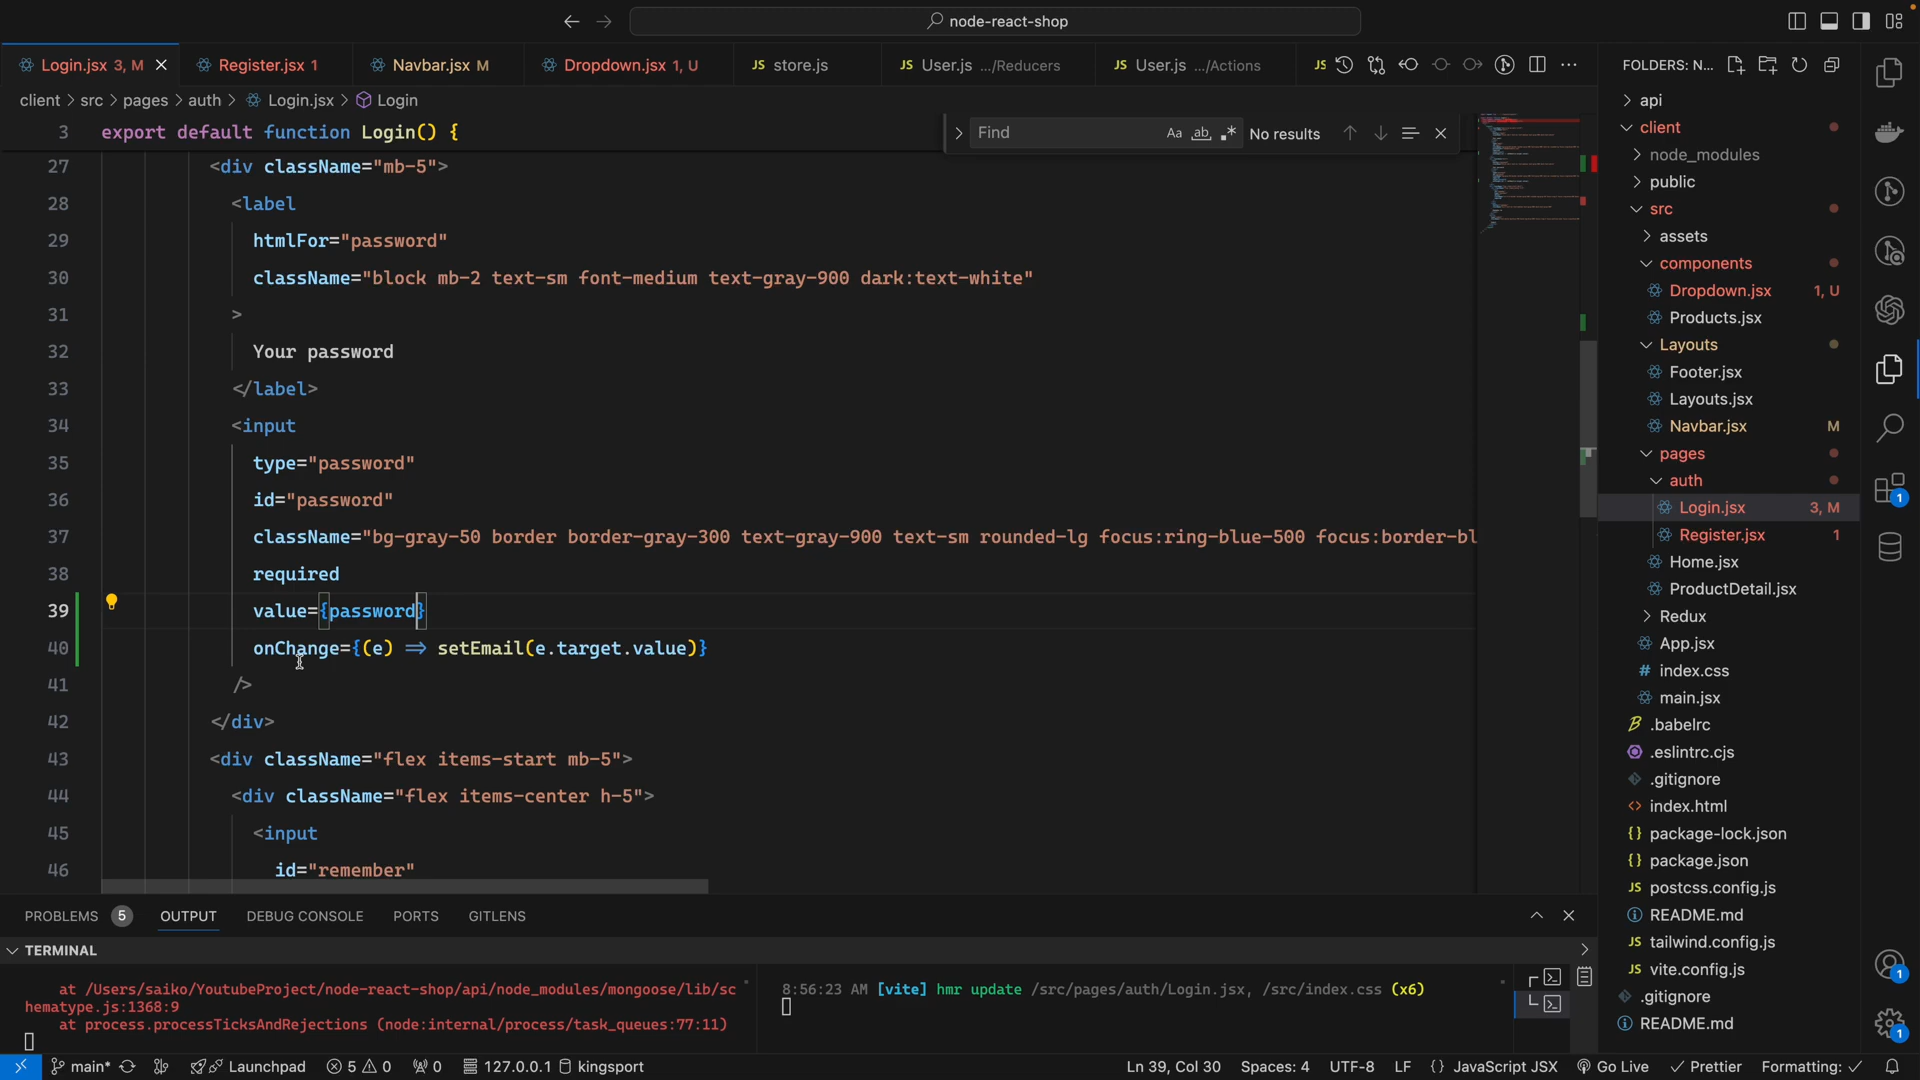 node-react-shop
Login.jsx 3, M
Register.jsx 1
Navbar.jsx M
Dropdown.jsx 1, U
JS store.js
JS User.js .../Reducers
JS User.js .../Actions
JS
FOLDERS: N...
client > src > pages > auth > Login.jsx > Login
3 export default function Login() {
Find
Aa ab No results
27 <div className="mb-5">
28 <label
29 htmlFor="password"
30 className="block mb-2 text-sm font-medium text-gray-900 dark:text-white"
31 >
32 Your password
33 </label>
34 <input
35 type="password"
36 id="password"
37 className="bg-gray-50 border border-gray-300 text-gray-900 text-sm rounded-lg focus:ring-blue-500 focus:border-bl
38 required
39 value={password}
40 onChange={(e) => setEmail(e.target.value)}
41 />
42 </div>
43 <div className="flex items-start mb-5">
44 <div className="flex items-center h-5">
45 <input
46 id="remember"
api
client
node_modules
public
src
assets
components
Dropdown.jsx 1, U
Products.jsx
Layouts
Footer.jsx
Layouts.jsx
Navbar.jsx M
pages
auth
Login.jsx 3, M
Register.jsx 1
Home.jsx
ProductDetail.jsx
Redux
App.jsx
# index.css
main.jsx
.babelrc
.eslintrc.cjs
.gitignore
<> index.html
{} package-lock.json
{} package.json
JS postcss.config.js
README.md
JS tailwind.config.js
JS vite.config.js
.gitignore
README.md
1
1
1
PROBLEMS 5 OUTPUT DEBUG CONSOLE PORTS GITLENS
TERMINAL
at /Users/saiko/YoutubeProject/node-react-shop/api/node_modules/mongoose/lib/sc
hematype.js:1368:9
at process.processTicksAndRejections (node:internal/process/task_queues:77:11)
8:56:23 AM [vite] hmr update /src/pages/auth/Login.jsx, /src/index.css (x6)
main* Launchpad 5 0 0 127.0.0.1 kingsport
Ln 39, Col 30 Spaces: 4 UTF-8 LF {} JavaScript JSX Go Live Prettier Formatting: